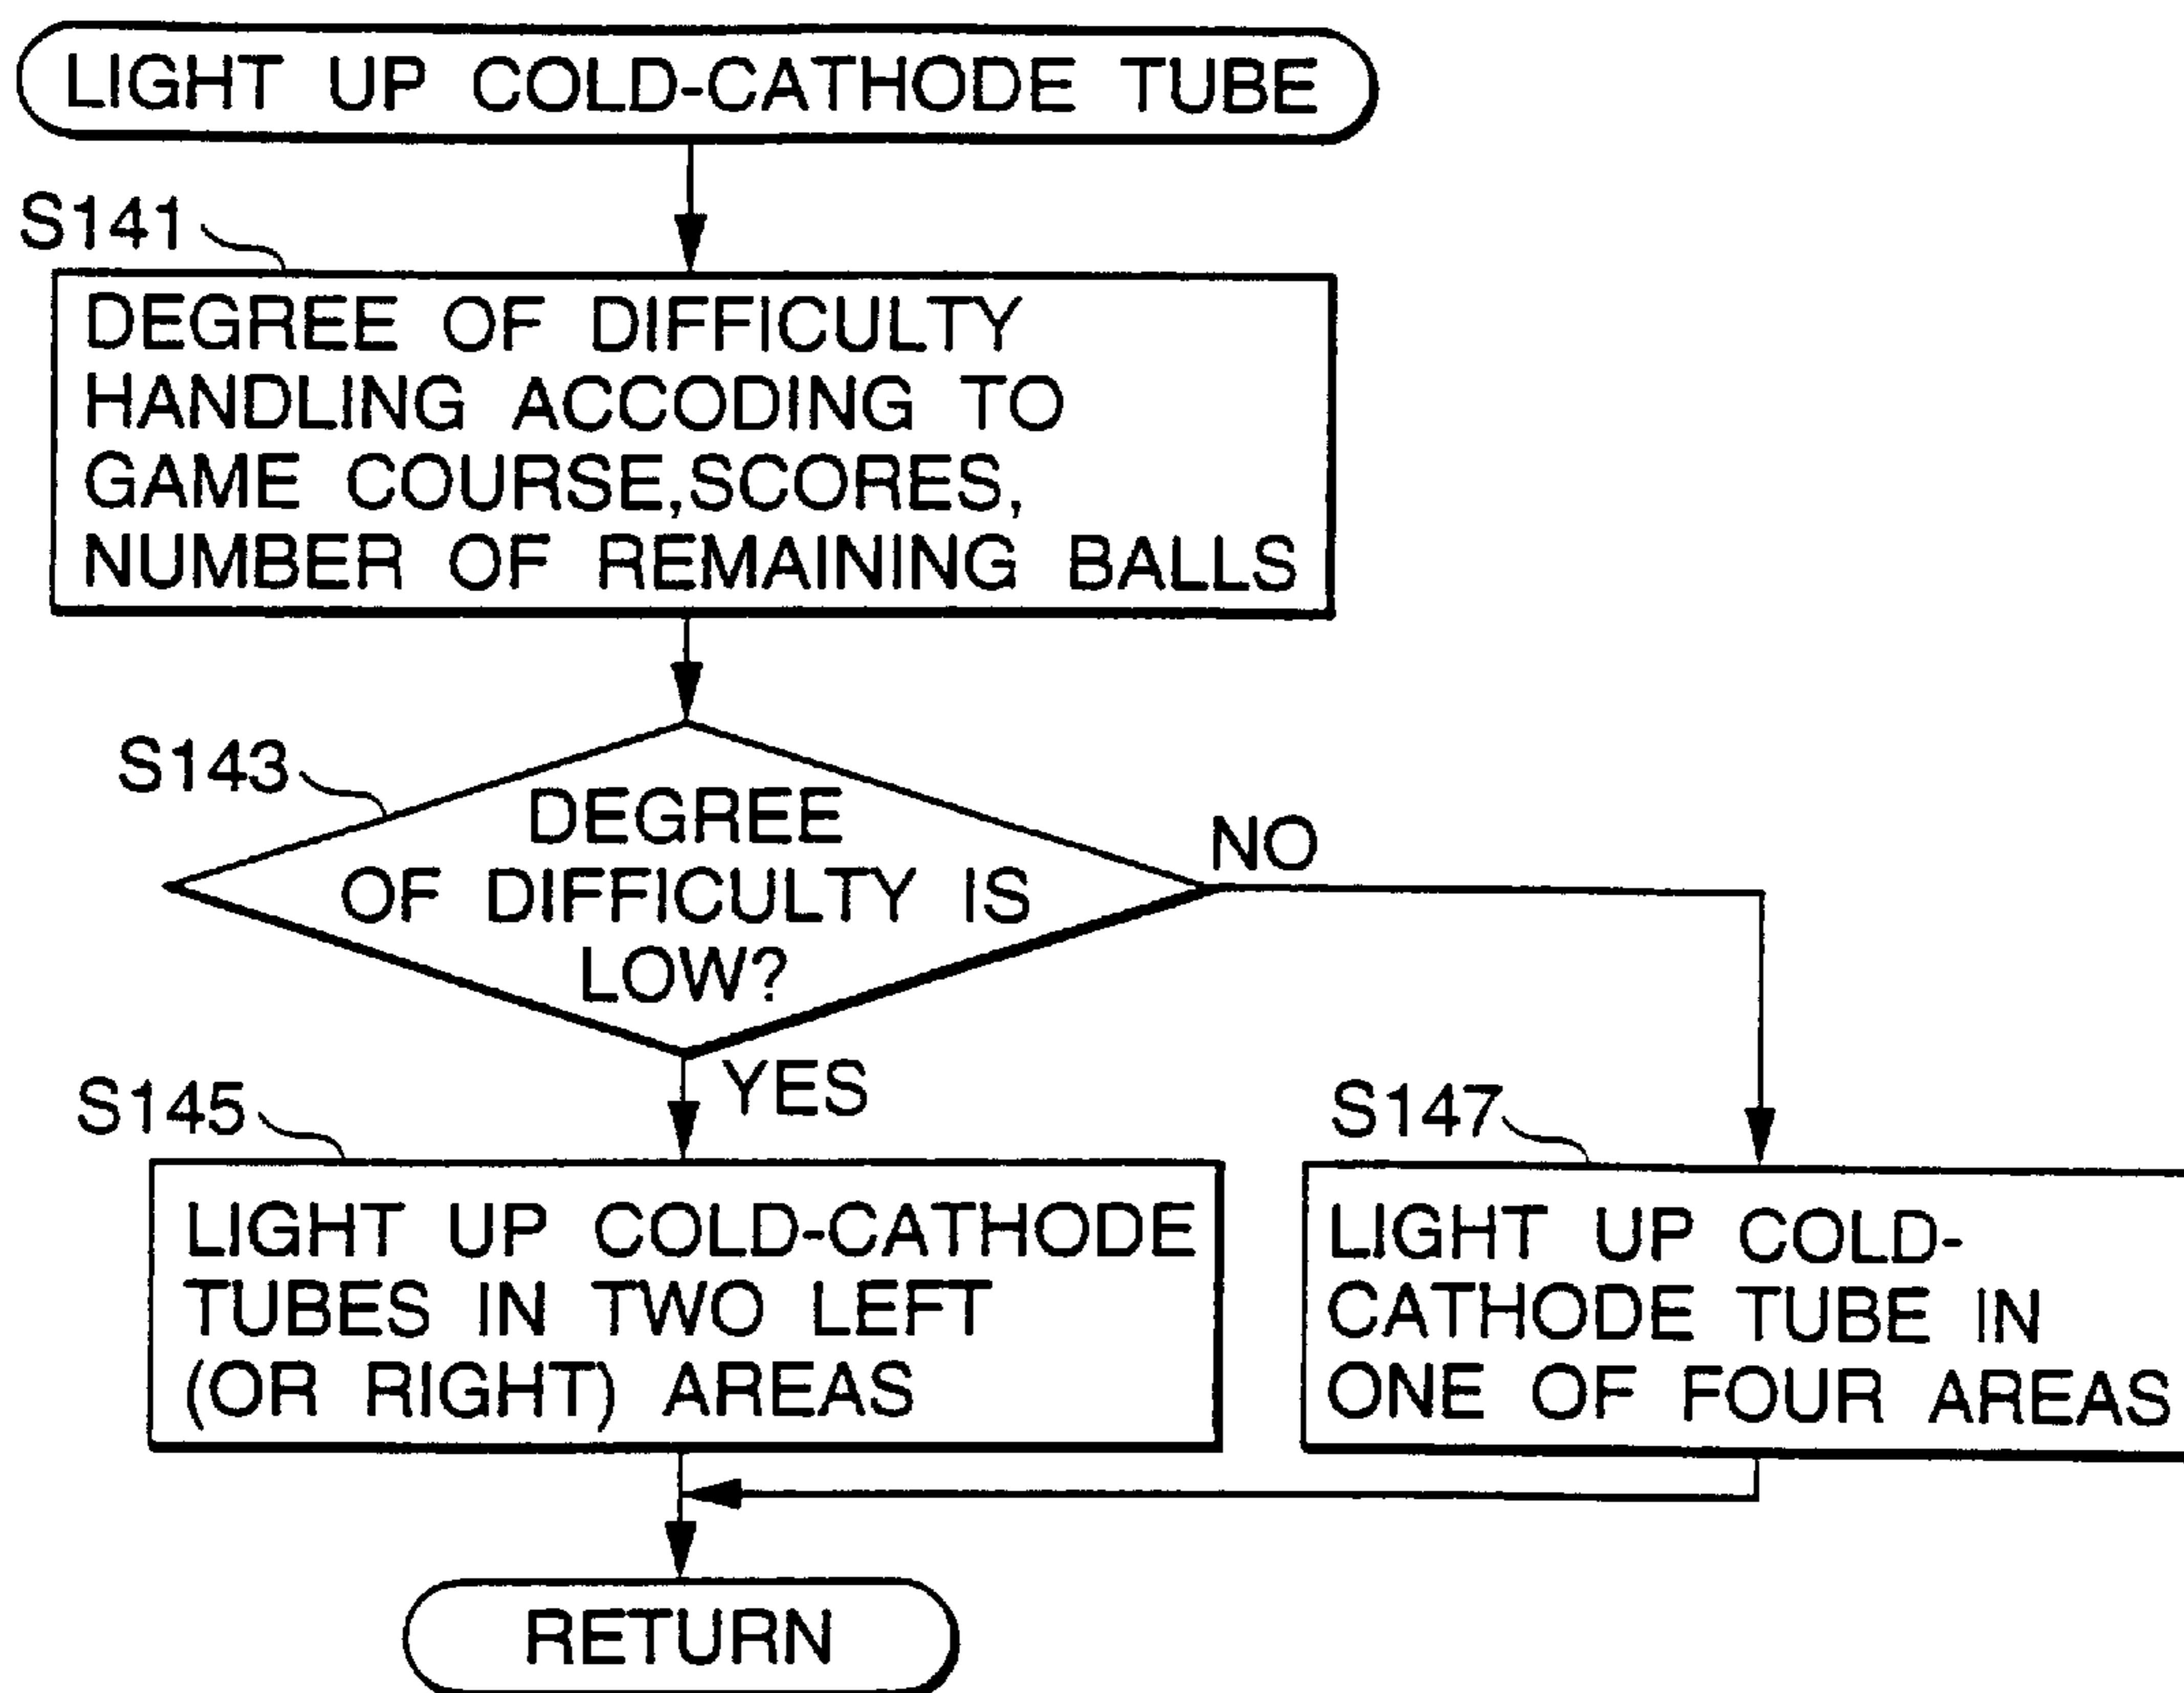 LIGHT UP COLD-CATHODE TUBE
S141
DEGREE OF DIFFICULTY
HANDLING ACCODING TO
GAME COURSE,SCORES,
NUMBER OF REMAINING BALLS
S143
DEGREE
OF DIFFICULTY IS
LOW?
NO
YES
S145
LIGHT UP COLD-CATHODE
TUBES IN TWO LEFT
(OR RIGHT) AREAS
S147
LIGHT UP COLD-
CATHODE TUBE IN
ONE OF FOUR AREAS
RETURN